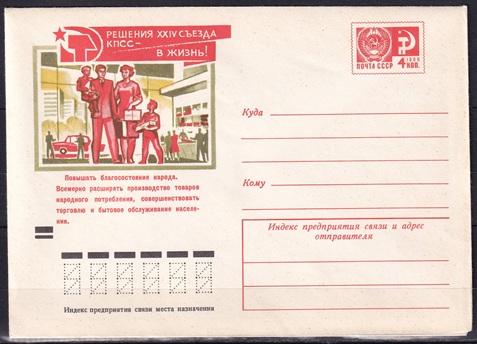 РЕШЕНИЯ XXIV СЪЕЗДА
КПСС –
В ЖИЗНЬ!
ПОЧТА СССР
1966
4 КОП.
Повышать благосостояние народа.
Всемерно расширять производство товаров
народного потребления, совершенствовать
торговлю и бытовое обслуживание населе-
ния.
Куда
Кому
Индекс предприятия связи и адрес
отправителя
Индекс предприятия связи места назначения